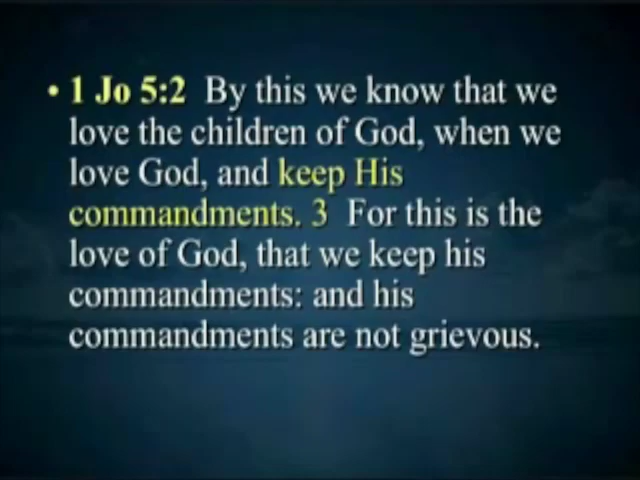 • 1 Jo 5:2 By this we know that we
love the children of God, when we
love God, and keep His
commandments. 3 For this is the
love of God, that we keep his
commandments: and his
commandments are not grievous.